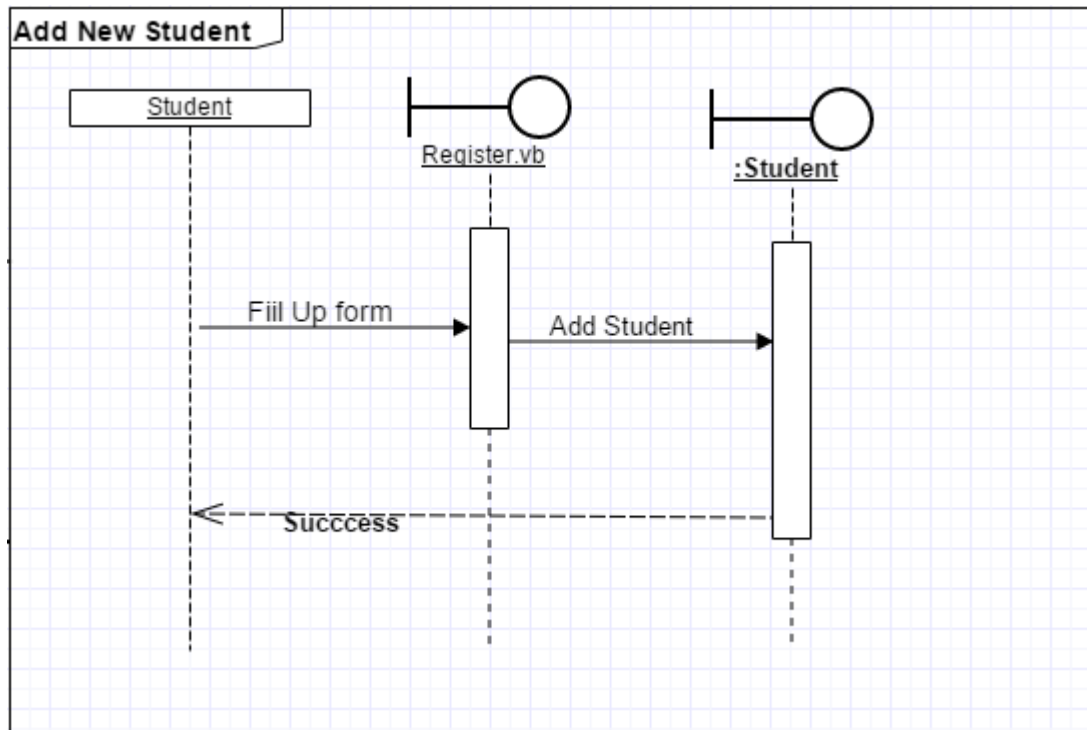 Add New Student
Student
Register.vb
:Student
Fiil Up form
Add Student
Succcess